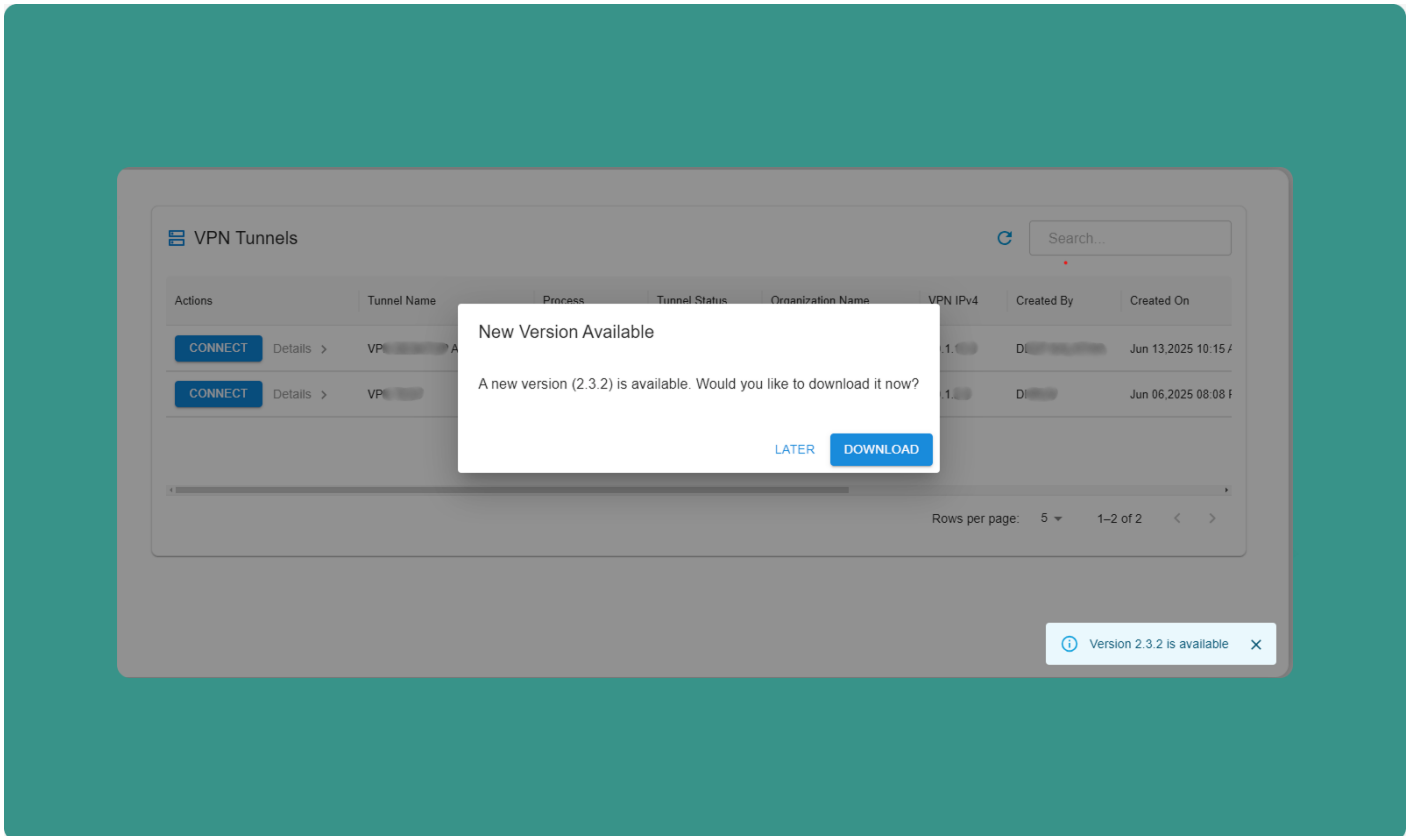 VPN Tunnels
Search...
Actions Tunnel Name Process Tunnel Status Organization Name VPN IPv4 Created By Created On
CONNECT Details Jun 13,2025 10:15 A
CONNECT Details Jun 06,2025 08:08 P
New Version Available
A new version (2.3.2) is available. Would you like to download it now?
LATER DOWNLOAD
Rows per page: 5 1–2 of 2
Version 2.3.2 is available